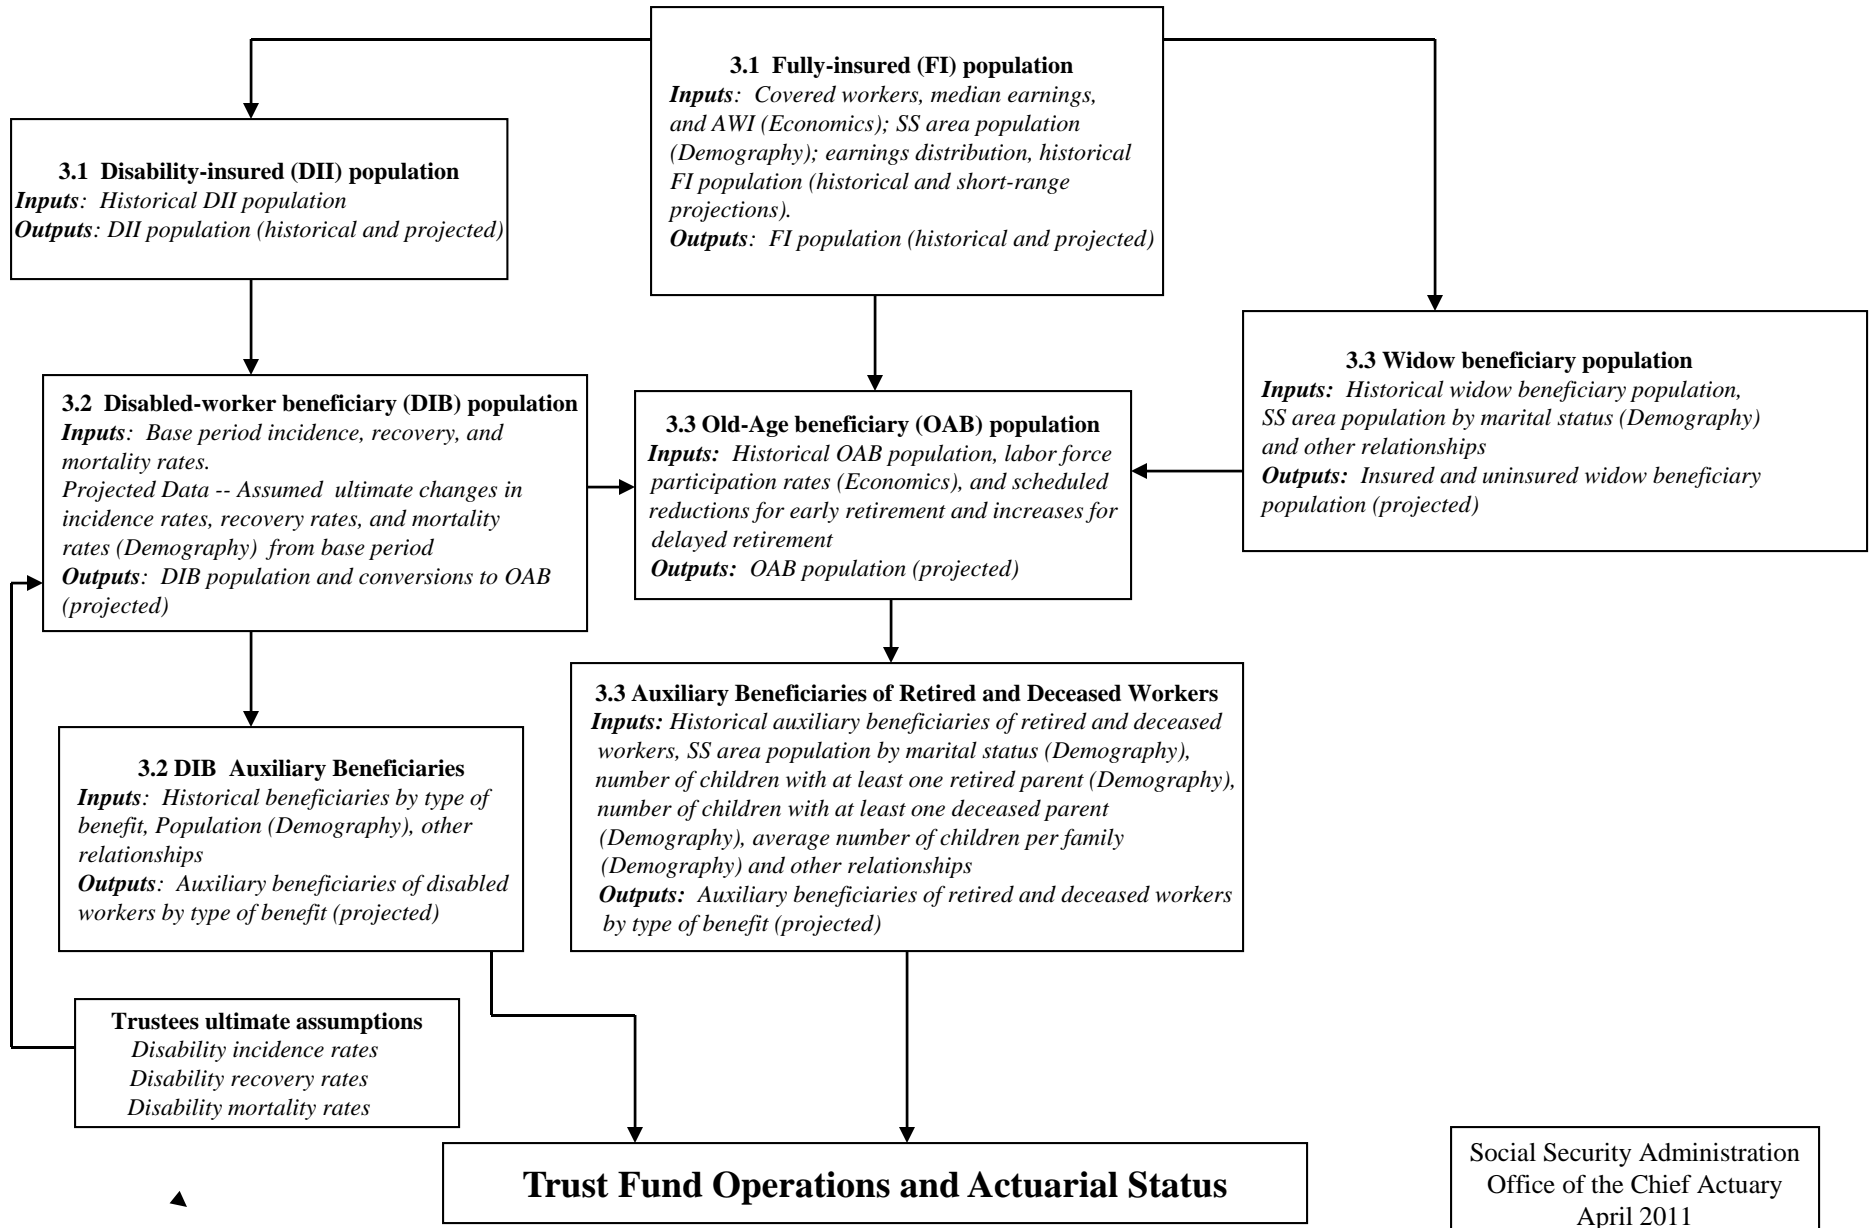 3.1 Fully-insured (FI) population
Inputs: Covered workers, median earnings,
and AWI (Economics); SS area population
(Demography); earnings distribution, historical
FI population (historical and short-range
projections).
Outputs: FI population (historical and projected)
3.1 Disability-insured (DII) population
Inputs: Historical DII population
Outputs: DII population (historical and projected)
3.2 Disabled-worker beneficiary (DIB) population
Inputs: Base period incidence, recovery, and
mortality rates.
Projected Data -- Assumed ultimate changes in
incidence rates, recovery rates, and mortality
rates (Demography) from base period
Outputs: DIB population and conversions to OAB
(projected)
3.3 Old-Age beneficiary (OAB) population
Inputs: Historical OAB population, labor force
participation rates (Economics), and scheduled
reductions for early retirement and increases for
delayed retirement
Outputs: OAB population (projected)
3.3 Widow beneficiary population
Inputs: Historical widow beneficiary population,
SS area population by marital status (Demography)
and other relationships
Outputs: Insured and uninsured widow beneficiary
population (projected)
3.2 DIB Auxiliary Beneficiaries
Inputs: Historical beneficiaries by type of
benefit, Population (Demography), other
relationships
Outputs: Auxiliary beneficiaries of disabled
workers by type of benefit (projected)
3.3 Auxiliary Beneficiaries of Retired and Deceased Workers
Inputs: Historical auxiliary beneficiaries of retired and deceased
workers, SS area population by marital status (Demography),
number of children with at least one retired parent (Demography),
number of children with at least one deceased parent
(Demography), average number of children per family
(Demography) and other relationships
Outputs: Auxiliary beneficiaries of retired and deceased workers
by type of benefit (projected)
Trustees ultimate assumptions
Disability incidence rates
Disability recovery rates
Disability mortality rates
Trust Fund Operations and Actuarial Status
Social Security Administration
Office of the Chief Actuary
April 2011